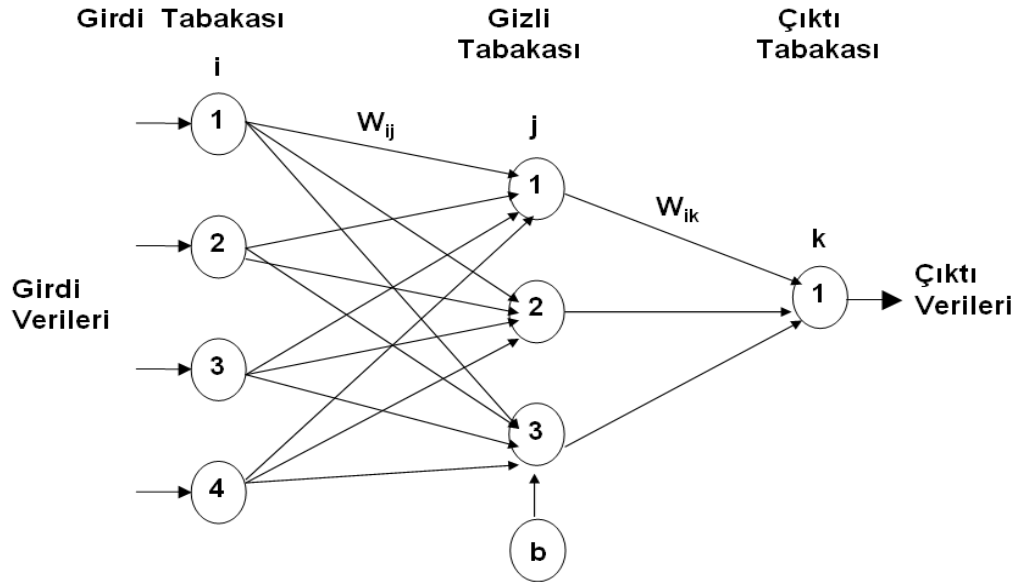 Girdi Tabakası
Gizli
Tabakası
Çıktı
Tabakası
i
j
k
W_ij
W_ik
Girdi
Verileri
1
2
3
4
1
2
3
b
1
Çıktı
Verileri